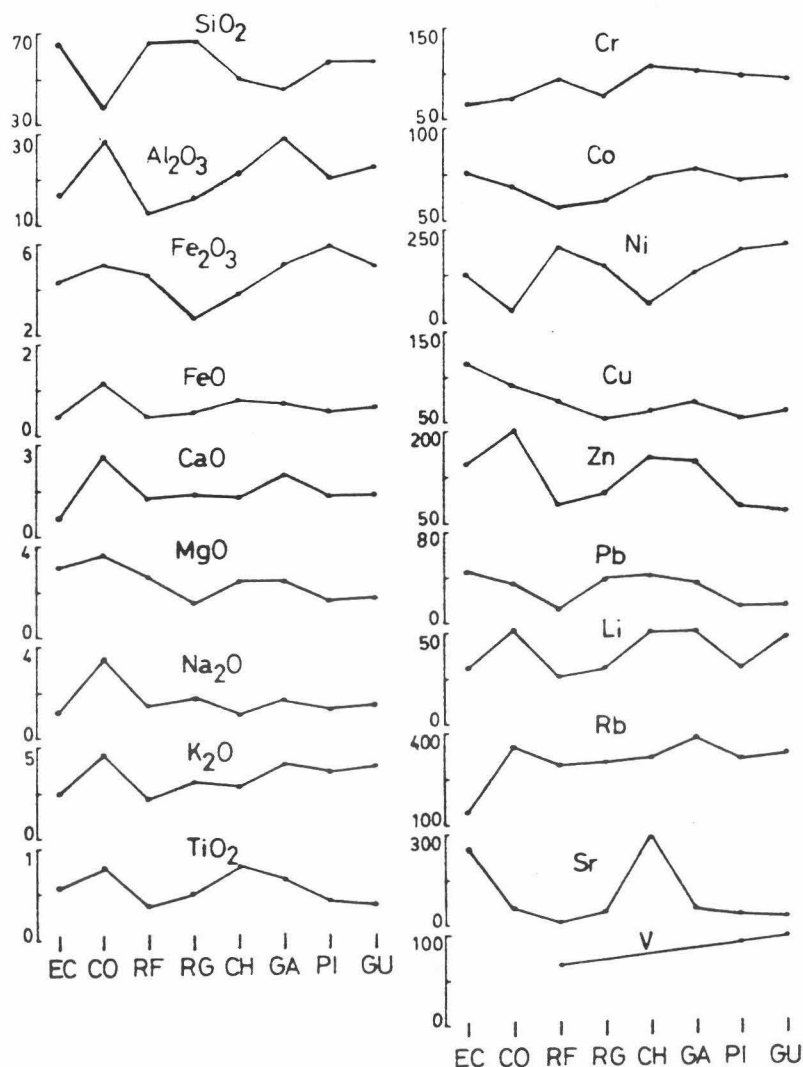 SiO2
70
30
Al2O3
30
10
Fe2O3
6
2
FeO
2
0
CaO
3
0
MgO
4
0
Na2O
4
0
K2O
5
0
TiO2
1
0
EC CO RF RG CH GA PI GU
Cr
150
50
Co
100
50
Ni
250
0
Cu
150
50
Zn
200
50
Pb
80
0
Li
50
0
Rb
400
100
Sr
300
0
V
100
0
EC CO RF RG CH GA PI GU